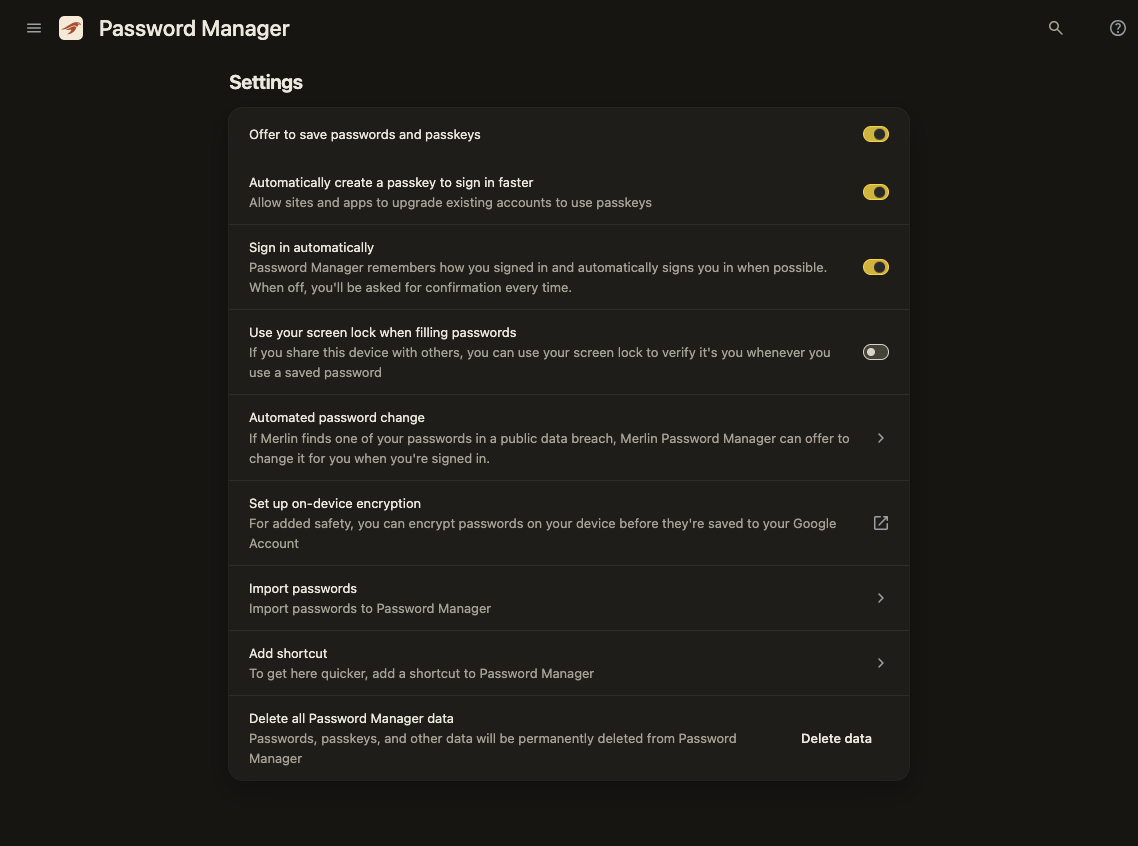 Password Manager
Settings
Offer to save passwords and passkeys
Automatically create a passkey to sign in faster
Allow sites and apps to upgrade existing accounts to use passkeys
Sign in automatically
Password Manager remembers how you signed in and automatically signs you in when possible.
When off, you'll be asked for confirmation every time.
Use your screen lock when filling passwords
If you share this device with others, you can use your screen lock to verify it's you whenever you
use a saved password
Automated password change
If Merlin finds one of your passwords in a public data breach, Merlin Password Manager can offer to
change it for you when you're signed in.
Set up on-device encryption
For added safety, you can encrypt passwords on your device before they're saved to your Google
Account
Import passwords
Import passwords to Password Manager
Add shortcut
To get here quicker, add a shortcut to Password Manager
Delete all Password Manager data
Passwords, passkeys, and other data will be permanently deleted from Password
Manager
Delete data